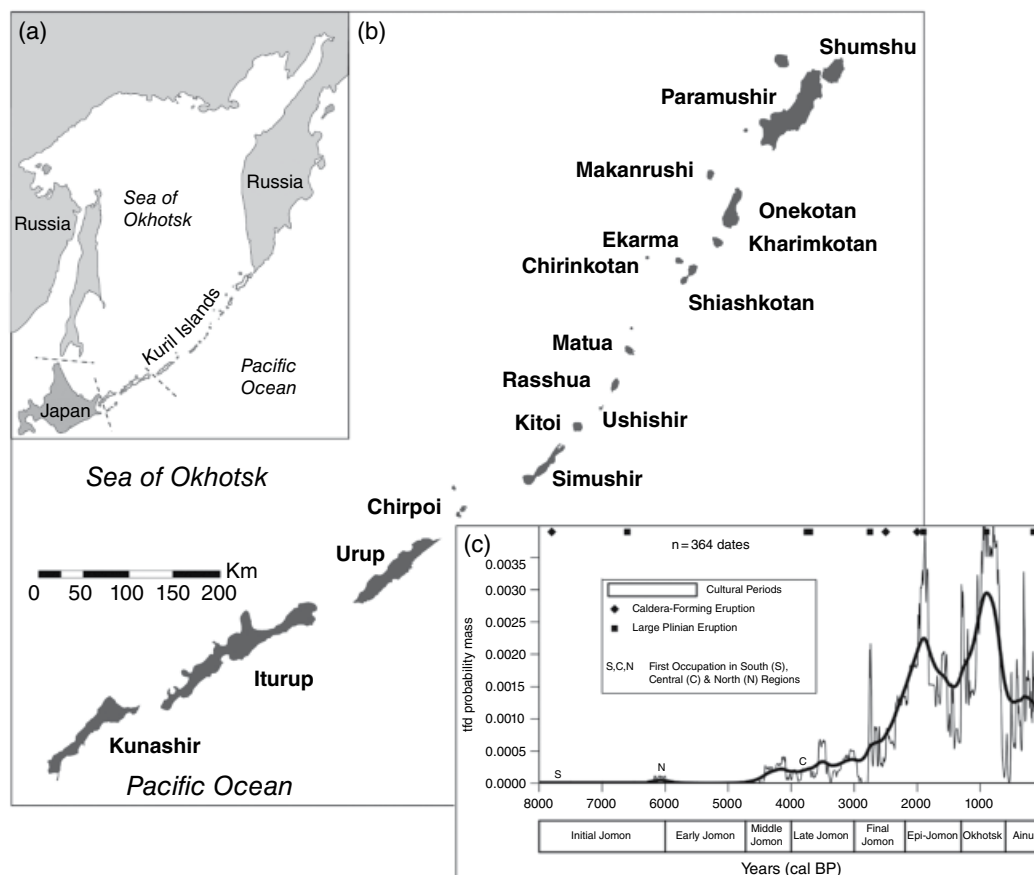 (a)
Russia
Sea of
Okhotsk
Russia
Kuril Islands
Pacific
Ocean
Japan
(b)
Shumshu
Paramushir
Makanrushi
Onekotan
Ekarma
Kharimkotan
Chirinkotan
Shiashkotan
Matua
Rasshua
Kitoi
Ushishir
Simushir
Sea of Okhotsk
Chirpoi
Urup
Km
0 50 100 150 200
Iturup
Kunashir
Pacific Ocean
(c)
n = 364 dates
Cultural Periods
Caldera-Forming Eruption
Large Plinian Eruption
S,C,N First Occupation in South (S),
Central (C) & North (N) Regions
tfd probability mass
0.0035
0.0030
0.0025
0.0020
0.0015
0.0010
0.0005
0.0000
S
N
C
8000 7000 6000 5000 4000 3000 2000 1000
Initial Jomon
Early Jomon
Middle
Jomon
Late Jomon
Final
Jomon
Epi-Jomon
Okhotsk
Ainu
Years (cal BP)